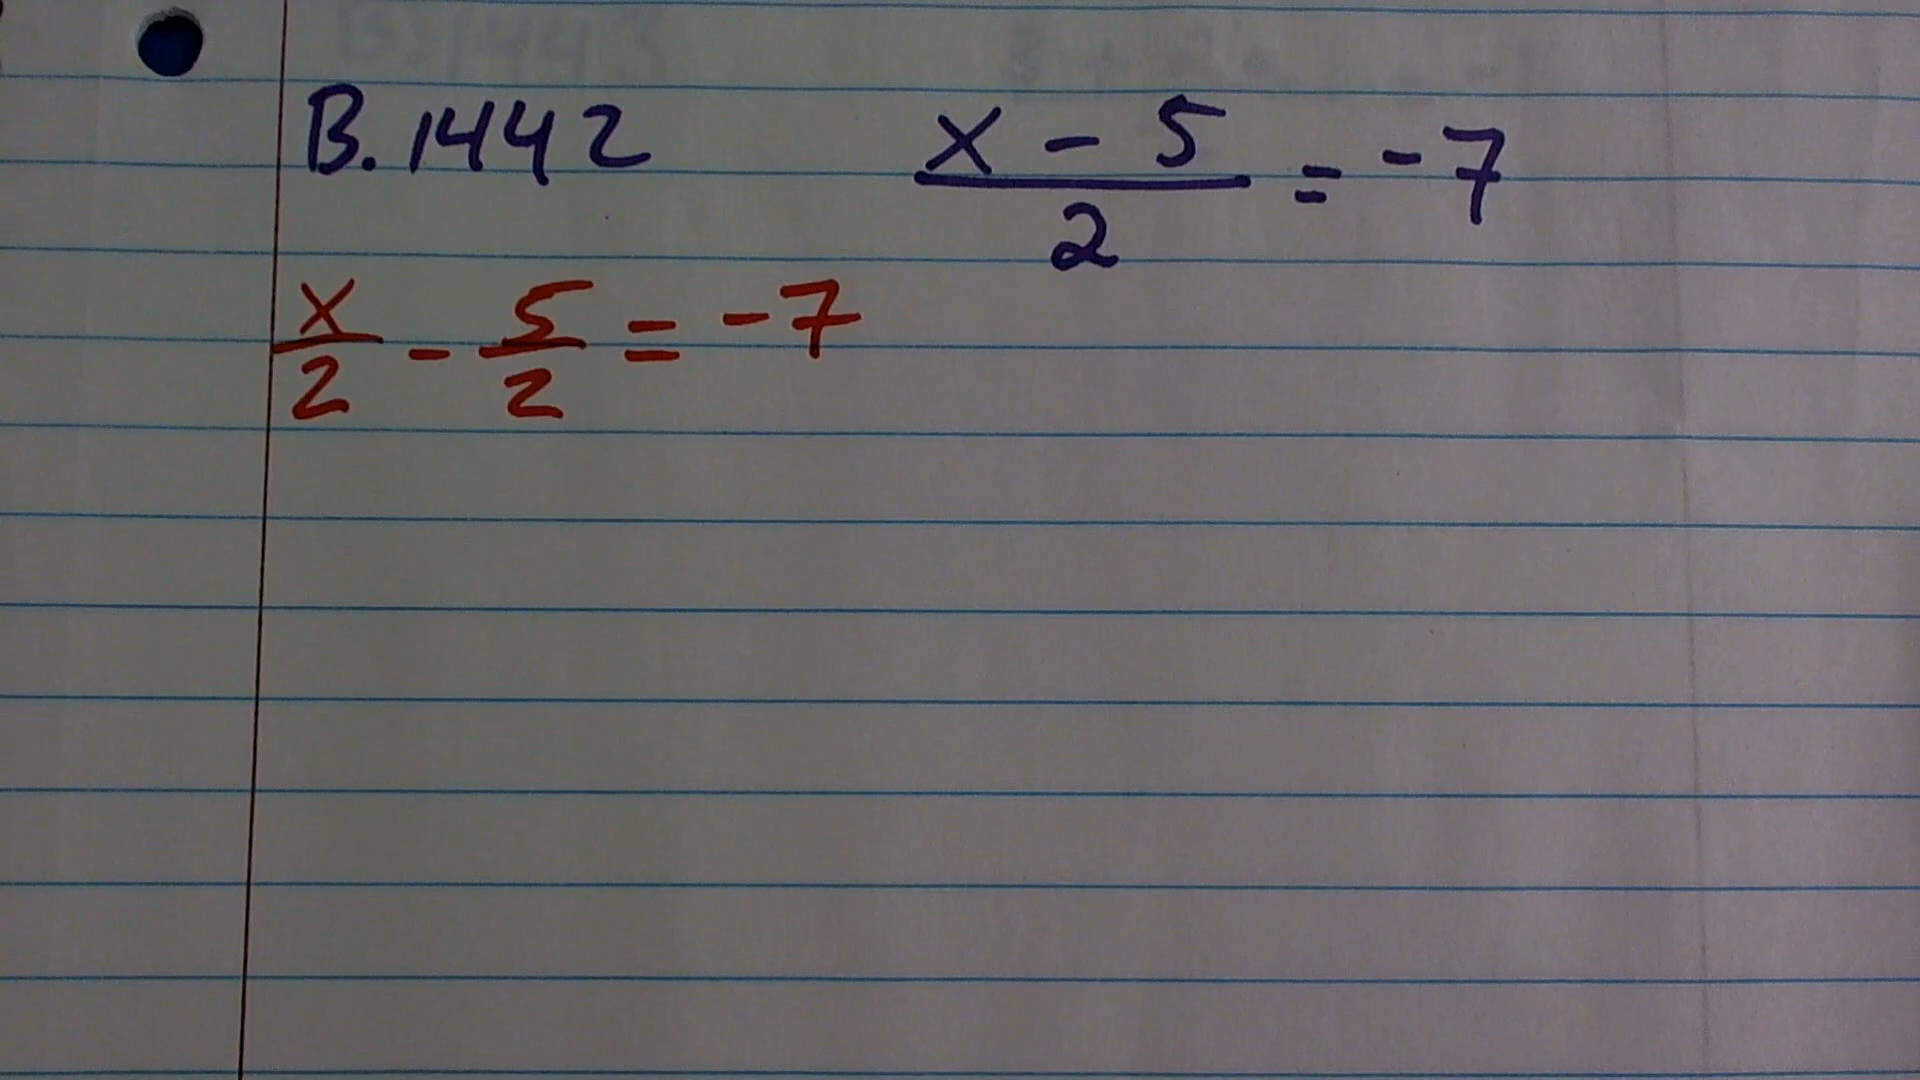 B. 1442 x - 5 / 2 = -7
x/2 - 5/2 = -7